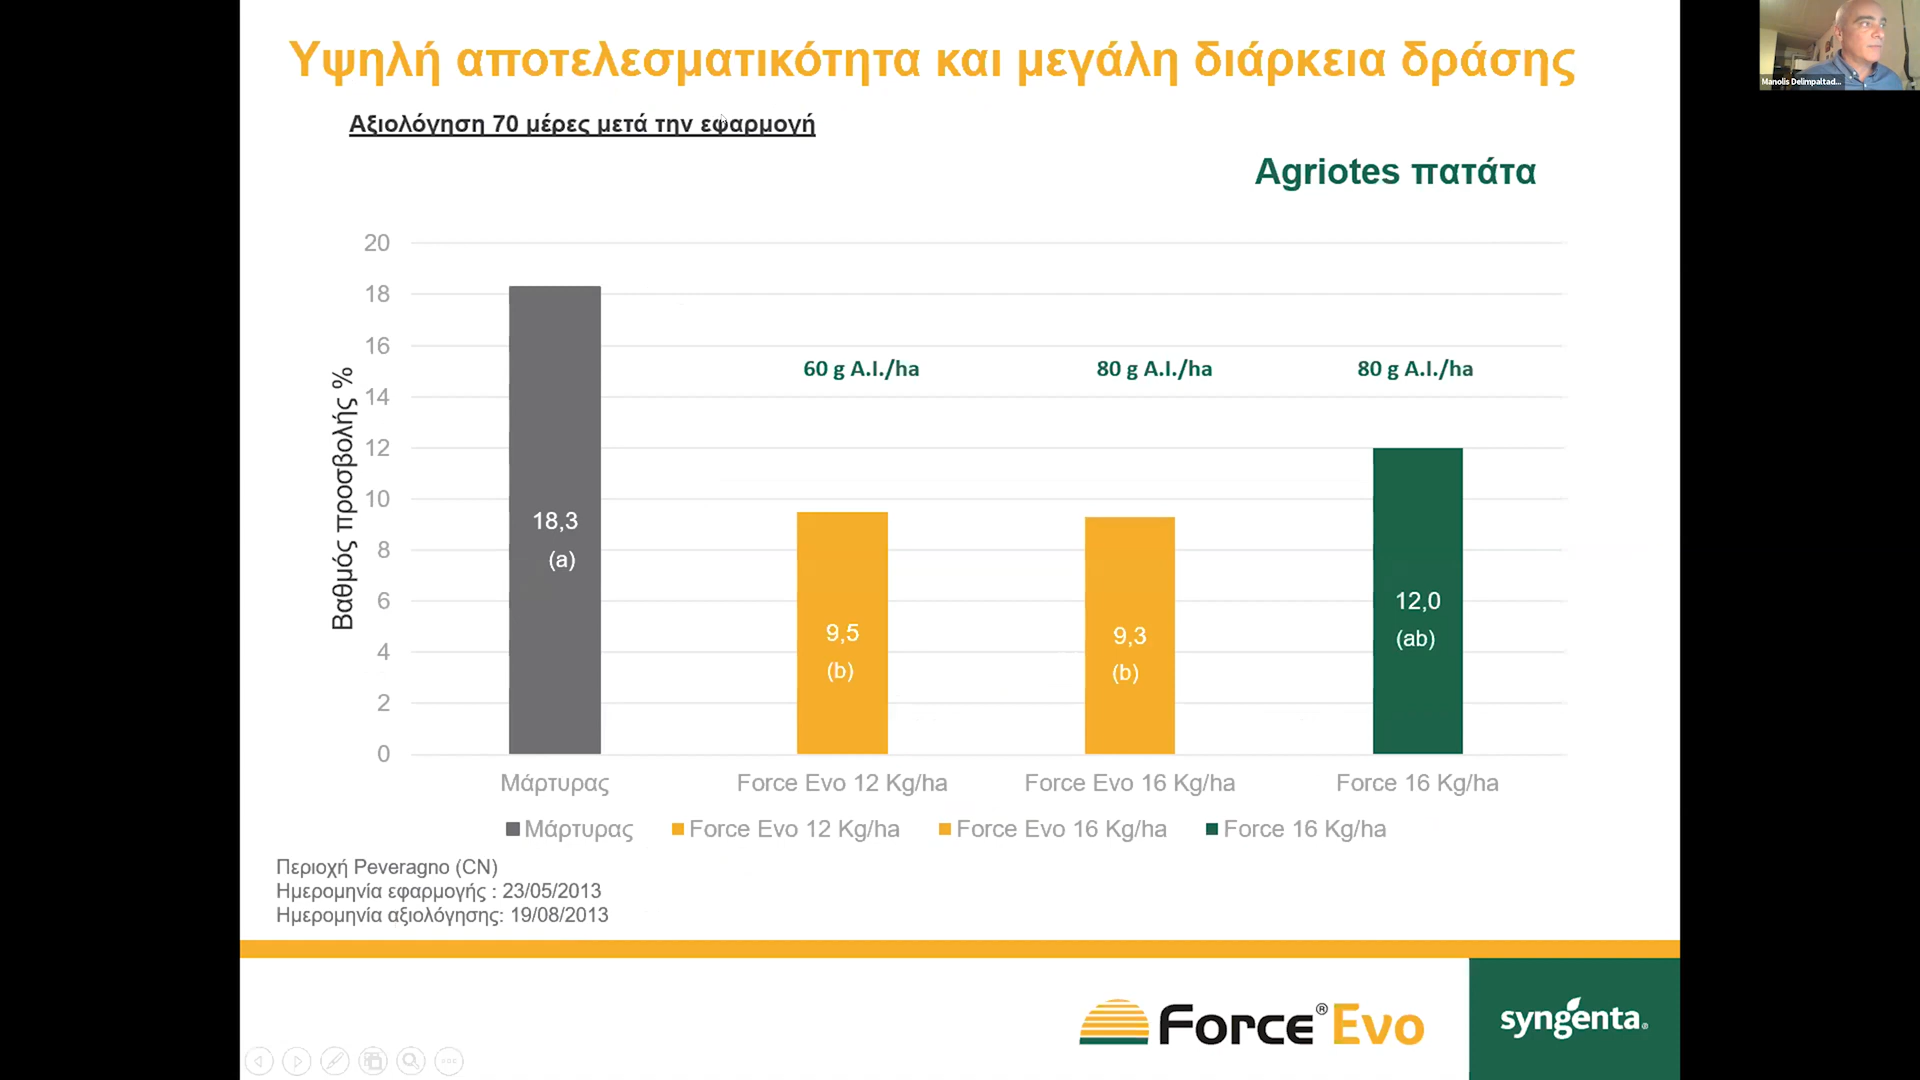 Υψηλή αποτελεσματικότητα και μεγάλη διάρκεια δράσης
Manolis Delimpaltad...
Αξιολόγηση 70 μέρες μετά την εφαρμογή
Agriotes πατάτα
Βαθμός προσβολής %
20
18
16
14
12
10
8
6
4
2
0
60 g A.I./ha
80 g A.I./ha
80 g A.I./ha
18,3
(a)
9,5
(b)
9,3
(b)
12,0
(ab)
Μάρτυρας
Force Evo 12 Kg/ha
Force Evo 16 Kg/ha
Force 16 Kg/ha
Μάρτυρας Force Evo 12 Kg/ha Force Evo 16 Kg/ha Force 16 Kg/ha
Περιοχή Peveragno (CN)
Ημερομηνία εφαρμογής : 23/05/2013
Ημερομηνία αξιολόγησης: 19/08/2013
Force® Evo
syngenta®